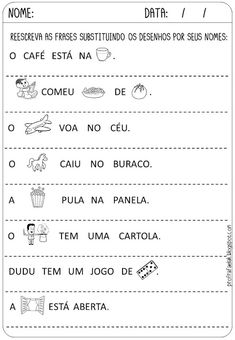 NOME: DATA: / /
REESCREVA AS FRASES SUBSTITUINDO OS DESENHOS POR SEUS NOMES:
O CAFÉ ESTÁ NA .
COMEU DE .
O VOA NO CÉU.
O CAIU NO BURACO.
A PULA NA PANELA.
O TEM UMA CARTOLA.
DUDU TEM UM JOGO DE .
A ESTÁ ABERTA.